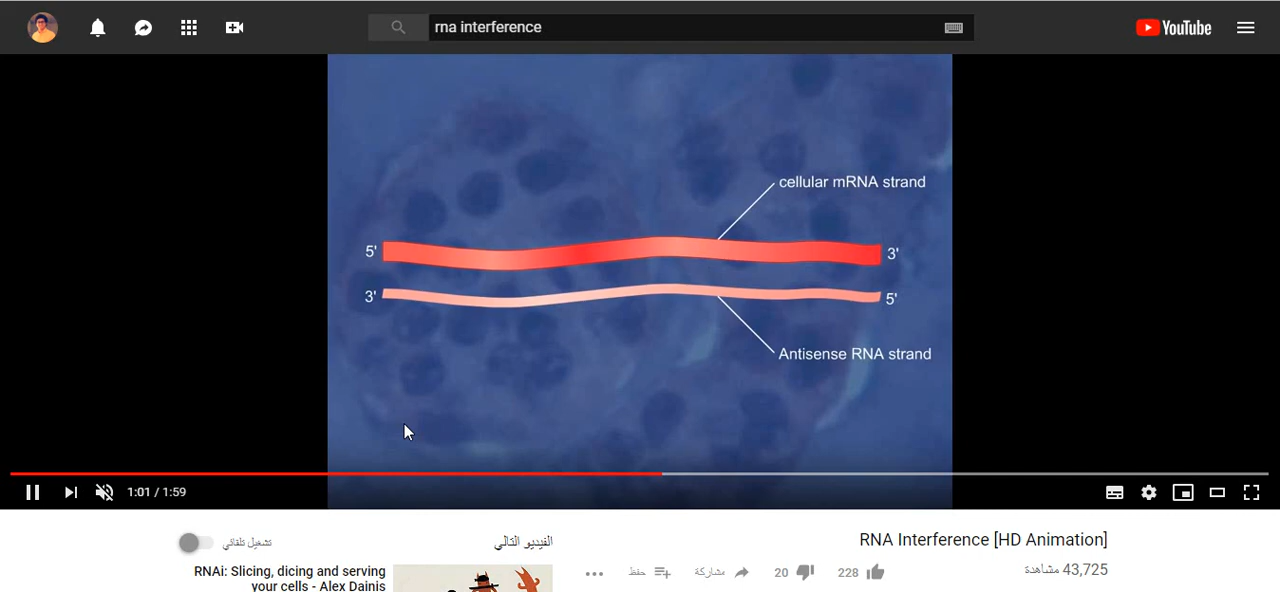 rna interference
YouTube
cellular mRNA strand
5'
3'
3'
5'
Antisense RNA strand
1:01 / 1:59
RNA Interference [HD Animation]
43,725 مشاهدة
228
20
مشاركة
حفظ
الفيديو التالي
تشغيل تلقائي
RNAi: Slicing, dicing and serving
your cells - Alex Dainis